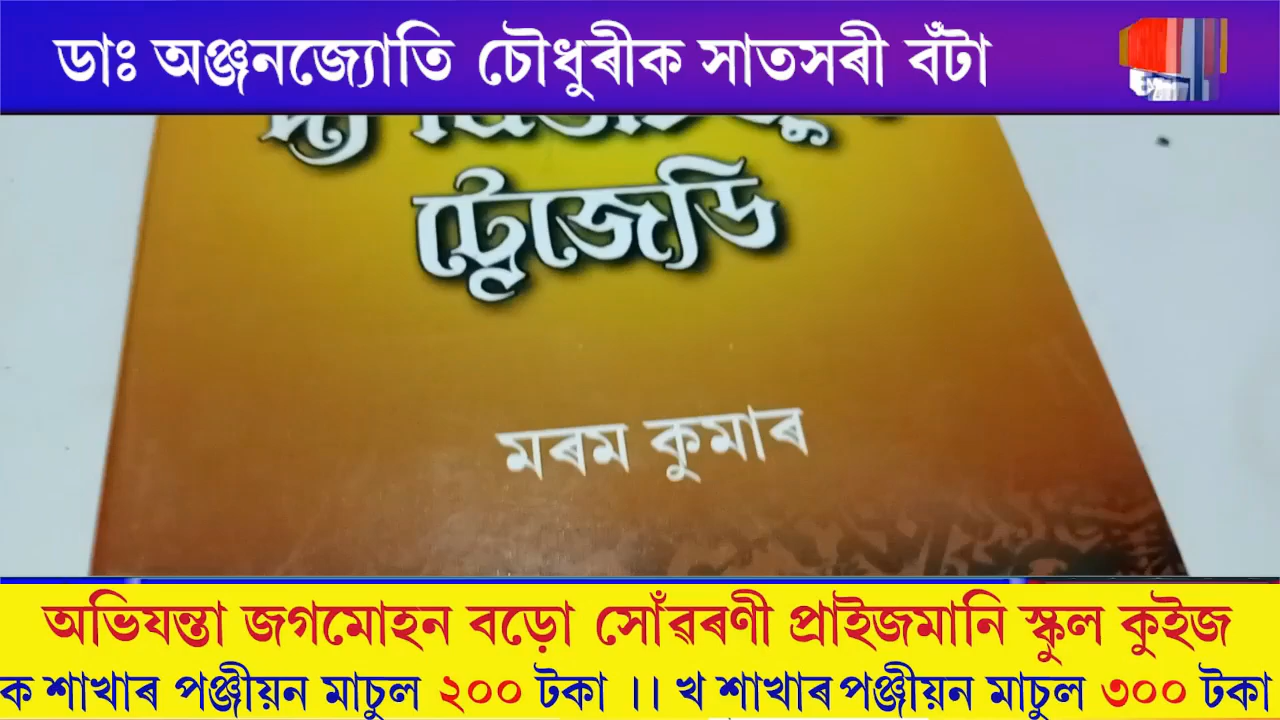 ডাঃ অঞ্জনজ্যোতি চৌধুৰীক সাতসৰী বঁটা
দ্য
ট্ৰেজেডি
মৰম কুমাৰ
অভিযন্তা জগমোহন বড়ো সোঁৱৰণী প্ৰাইজমানি স্কুল কুইজ
ক শাখাৰ পঞ্জীয়ন মাচুল ২০০ টকা ।। খ শাখাৰ পঞ্জীয়ন মাচুল ৩০০ টকা